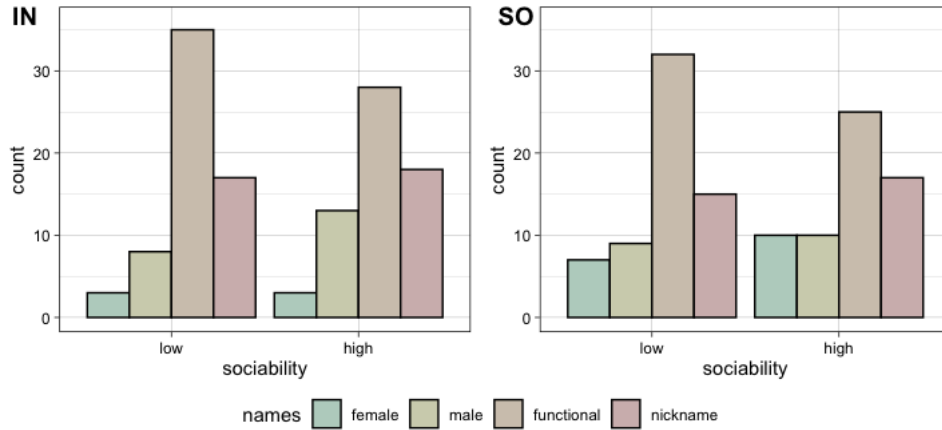 IN
count
30
20
10
0
low
high
sociability
SO
count
30
20
10
0
low
high
sociability
names female male functional nickname